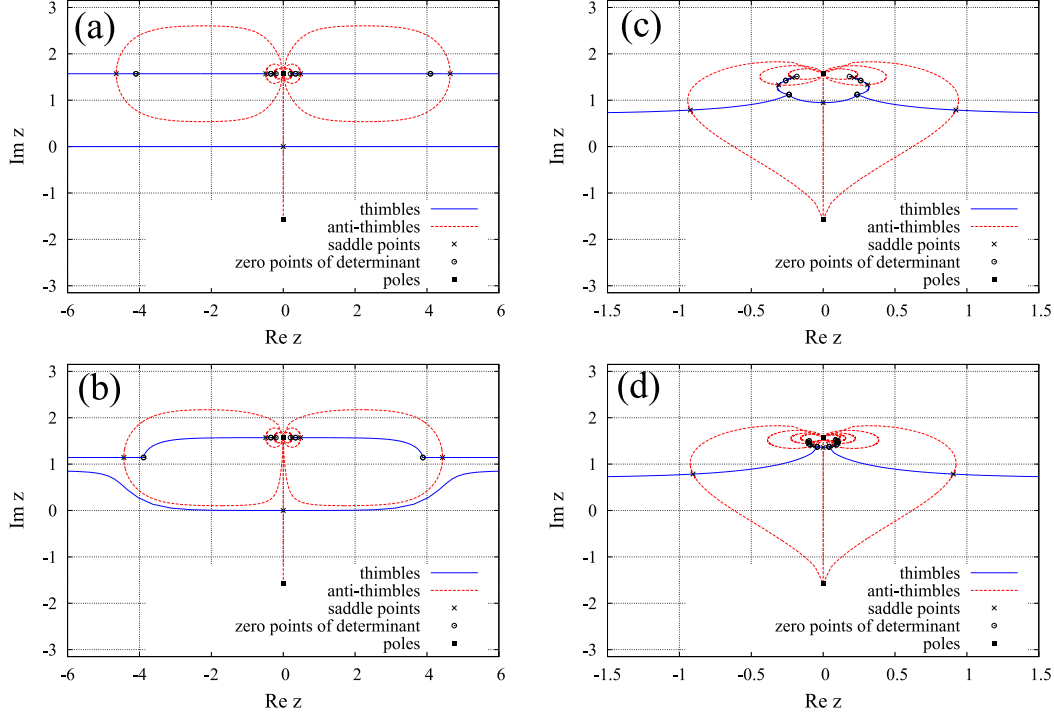 (a)
3
2
1
0
-1
-2
-3
Im z
-6
-4
-2
0
2
4
6
Re z
thimbles
anti-thimbles
saddle points
zero points of determinant
poles
(c)
3
2
1
0
-1
-2
-3
Im z
-1.5
-1
-0.5
0
0.5
1
1.5
Re z
thimbles
anti-thimbles
saddle points
zero points of determinant
poles
(b)
3
2
1
0
-1
-2
-3
Im z
-6
-4
-2
0
2
4
6
Re z
thimbles
anti-thimbles
saddle points
zero points of determinant
poles
(d)
3
2
1
0
-1
-2
-3
Im z
-1.5
-1
-0.5
0
0.5
1
1.5
Re z
thimbles
anti-thimbles
saddle points
zero points of determinant
poles